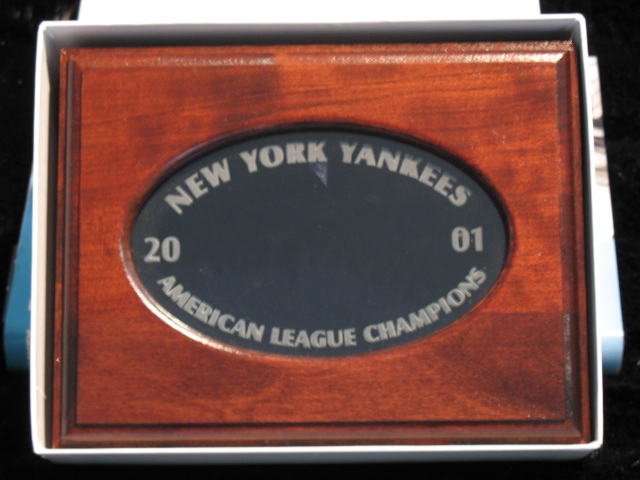 NEW YORK YANKEES
20 01
AMERICAN LEAGUE CHAMPIONS